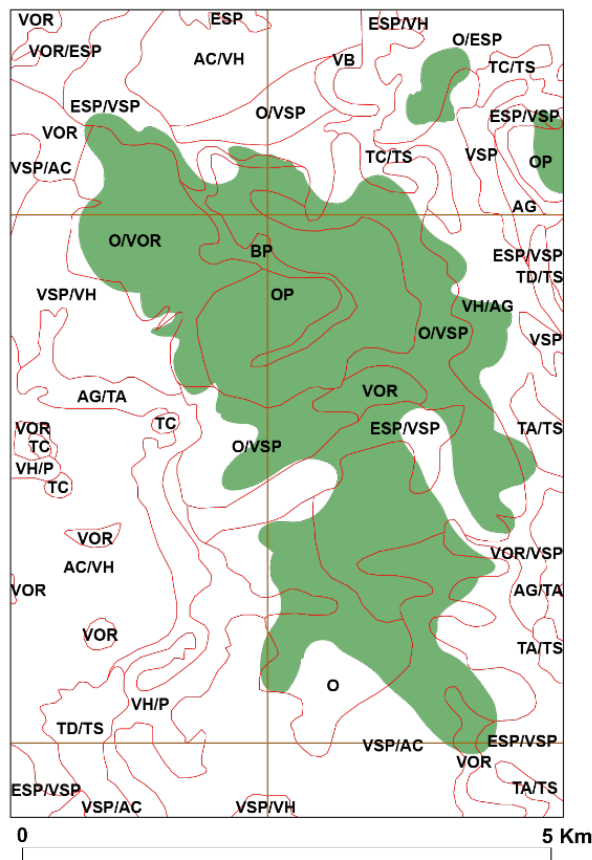 VOR
ESP
ESP/VH
O/ESP
VOR/ESP
AC/VH
VB
TC/TS
ESP/VSP
O/VSP
ESP/VSP
VOR
VSP/AC
TC/TS
VSP
OP
AG
O/VOR
BP
ESP/VSP
TD/TS
VSP/VH
OP
VH/AG
O/VSP
VSP
AG/TA
VOR
TC
VOR
ESP/VSP
TA/TS
TC
O/VSP
VH/P
TC
VOR
VOR/VSP
AC/VH
VOR
AG/TA
VOR
TA/TS
O
VH/P
TD/TS
VSP/AC
ESP/VSP
VOR
ESP/VSP
TA/TS
VSP/AC
VSP/VH
0
5 Km